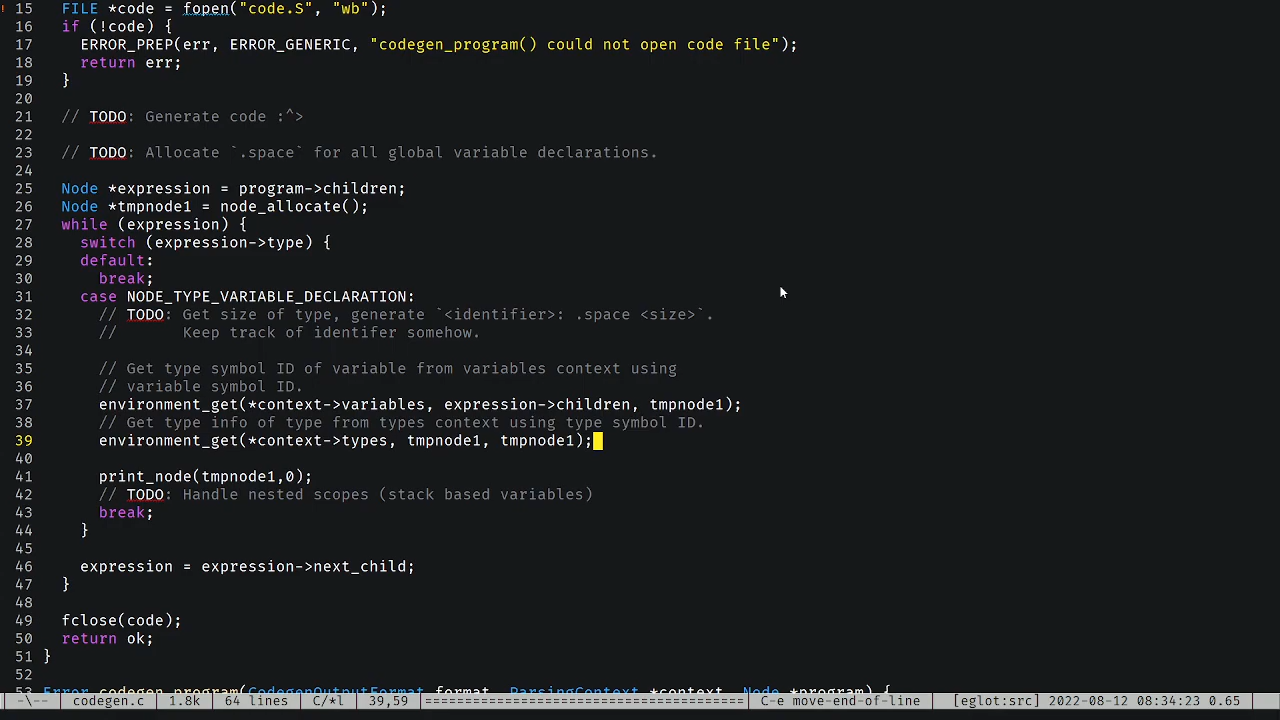 ! 15 FILE *code = fopen("code.S", "wb");
16 if (!code) {
17 ERROR_PREP(err, ERROR_GENERIC, "codegen_program() could not open code file");
18 return err;
19 }
20
21 // TODO: Generate code :^>
22
23 // TODO: Allocate `.space` for all global variable declarations.
24
25 Node *expression = program->children;
26 Node *tmpnode1 = node_allocate();
27 while (expression) {
28 switch (expression->type) {
29 default:
30 break;
31 case NODE_TYPE_VARIABLE_DECLARATION:
32 // TODO: Get size of type, generate `<identifier>: .space <size>`.
33 // Keep track of identifer somehow.
34
35 // Get type symbol ID of variable from variables context using
36 // variable symbol ID.
37 environment_get(*context->variables, expression->children, tmpnode1);
38 // Get type info of type from types context using type symbol ID.
39 environment_get(*context->types, tmpnode1, tmpnode1);
40
41 print_node(tmpnode1,0);
42 // TODO: Handle nested scopes (stack based variables)
43 break;
44 }
45
46 expression = expression->next_child;
47 }
48
49 fclose(code);
50 return ok;
51 }
52
53 Error codegen_program(CodegenOutputFormat format, ParsingContext *context, Node *program) {
-\-- codegen.c 1.8k 64 lines C/*l 39,59 =================================== C-e move-end-of-line [eglot:src] 2022-08-12 08:34:23 0.65